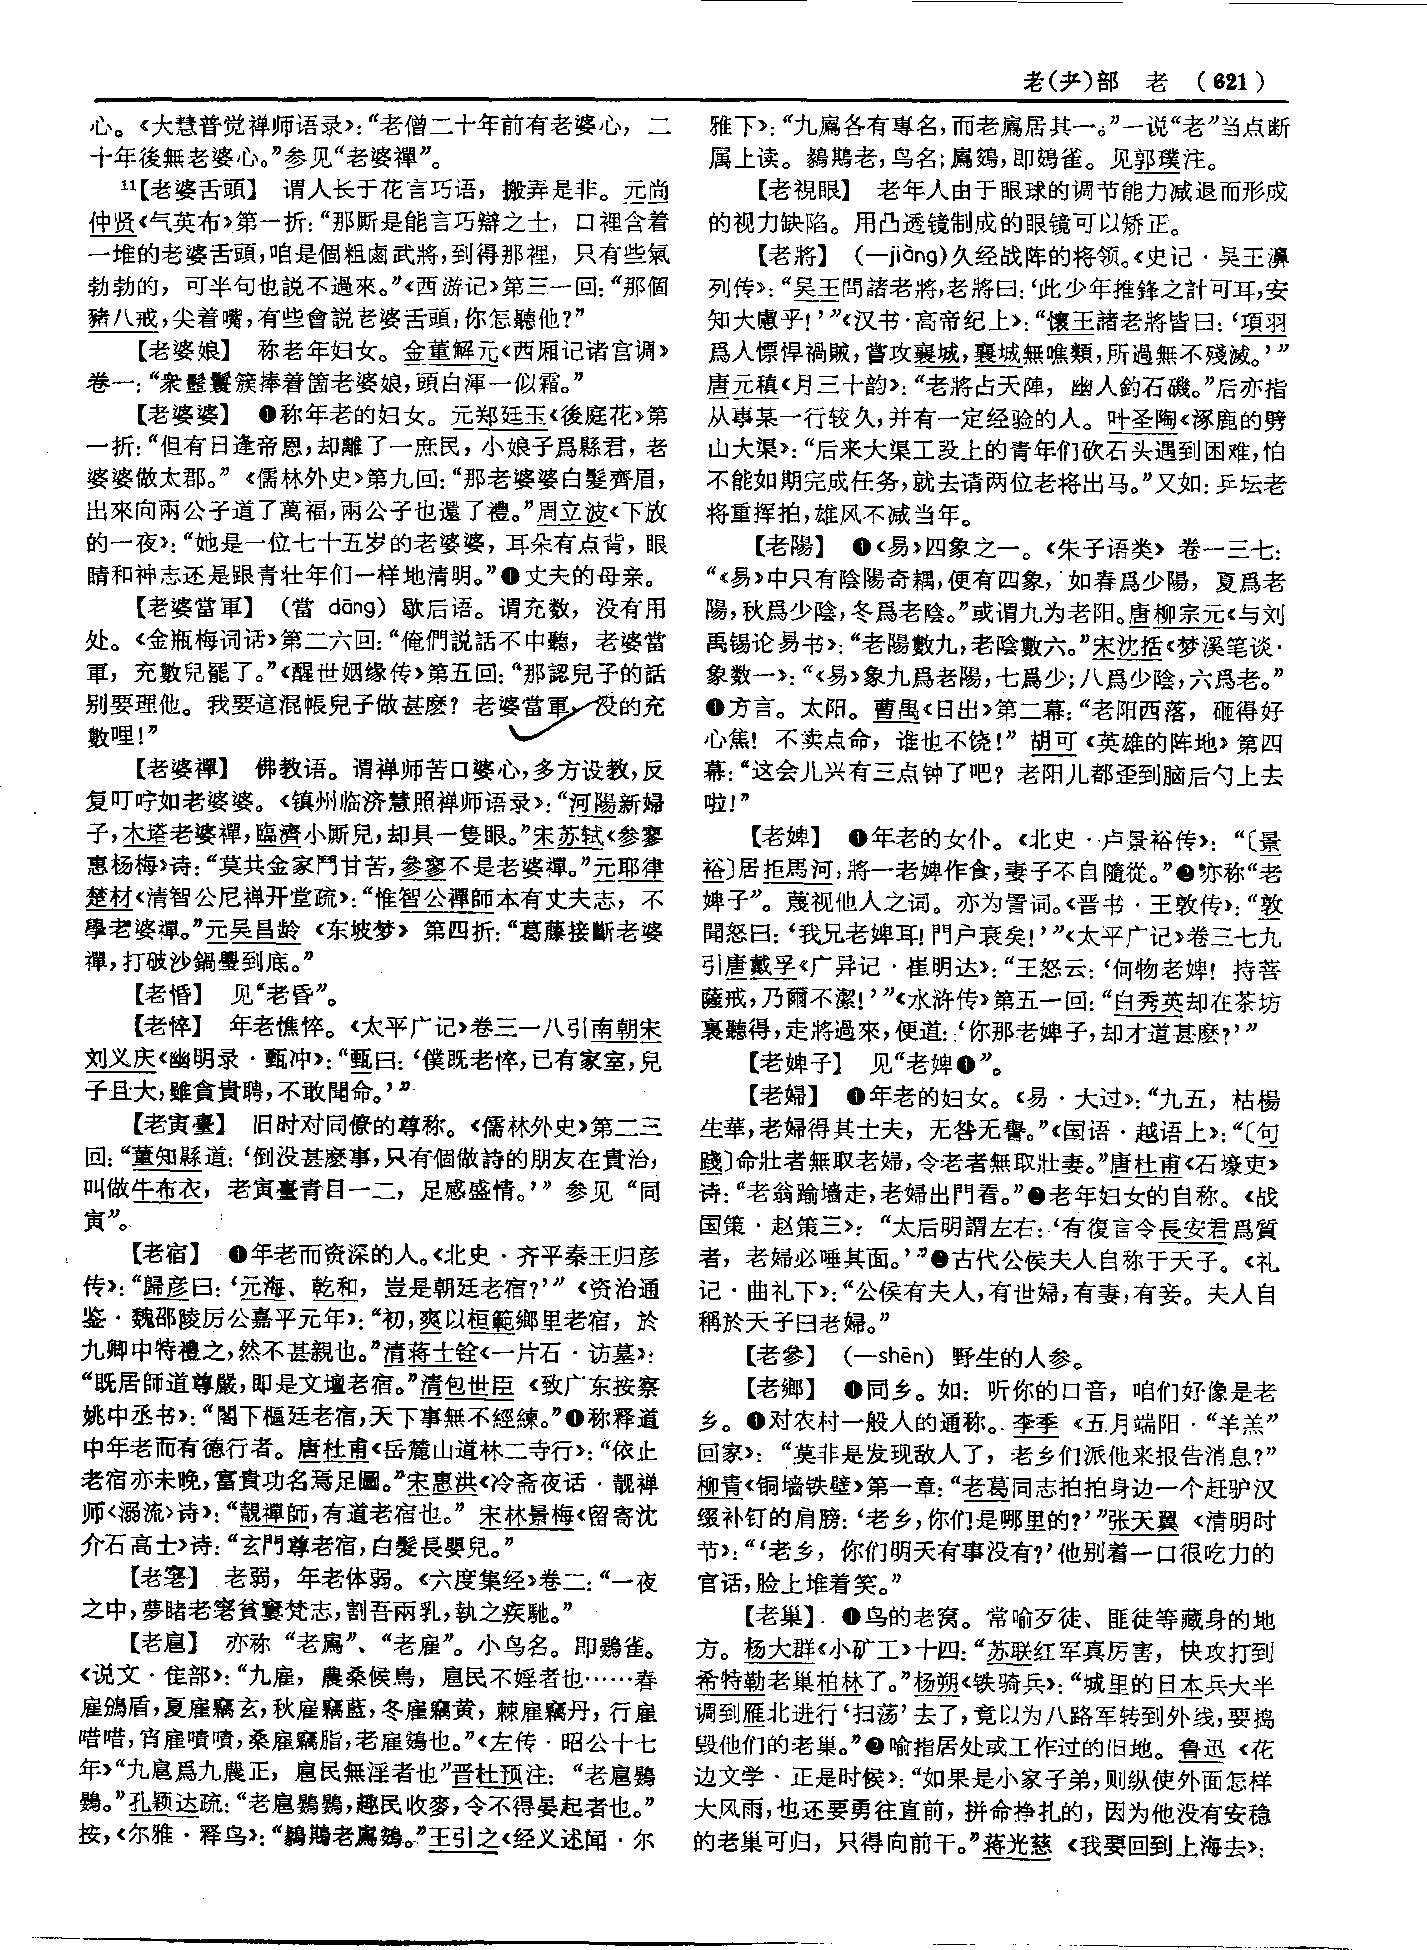 老(耂)部　老　(621)
心。《大慧普觉禅师语录》：“老僧二十年前有老婆心，二
十年後無老婆心。”参见“老婆禪”。
11【老婆舌頭】　谓人长于花言巧语，搬弄是非。元尚
仲贤《气英布》第一折：“那厮是能言巧辯之士，口裡含着
一堆的老婆舌頭，咱是個粗鹵武將，到得那裡，只有些氣
勃勃的，可半句也説不過來。”《西游记》第三一回：“那個
豬八戒，尖着嘴，有些會説老婆舌頭，你怎聽他？”
【老婆娘】　称老年妇女。金董解元《西厢记诸宫调》
卷一：“衆髭鬢簇捧着箇老婆娘，頭白渾一似霜。”
【老婆婆】　❶称年老的妇女。元郑廷玉《後庭花》第
一折：“但有日逢帝恩，却離了一庶民，小娘子爲縣君，老
婆婆做太郡。”《儒林外史》第九回：“那老婆婆白髮齊眉，
出來向兩公子道了萬福，兩公子也還了禮。”周立波《下放
的一夜》：“她是一位七十五岁的老婆婆，耳朵有点背，眼
睛和神志还是跟青壮年们一样地清明。”❶丈夫的母亲。
【老婆當軍】　(當 dāng) 歇后语。谓充数，没有用
处。《金瓶梅词话》第二六回：“俺們説話不中聽，老婆當
軍，充數兒罷了。”《醒世姻缘传》第五回：“那認兒子的話
别要理他。我要這混帳兒子做甚麽？老婆當軍，没的充
數哩！”
【老婆禪】　佛教语。谓禅师苦口婆心，多方设教，反
复叮咛如老婆婆。《镇州临济慧照禅师语录》：“河陽新婦
子，木塔老婆禪，臨濟小厮兒，却具一隻眼。”宋苏轼《参寥
惠杨梅》诗：“莫共金家鬥甘苦，參寥不是老婆禪。”元耶律
楚材《清智公尼禅开堂疏》：“惟智公禪師本有丈夫志，不
學老婆禪。”元吴昌龄《东坡梦》第四折：“葛藤接斷老婆
禪，打破沙鍋璺到底。”
【老惛】　见“老昏”。
【老悴】　年老憔悴。《太平广记》卷三一八引南朝宋
刘义庆《幽明录·甄冲》：“甄曰：‘僕既老悴，已有家室，兒
子且大，雖貪貴聘，不敢聞命。’”
【老寅臺】　旧时对同僚的尊称。《儒林外史》第二三
回：“董知縣道：‘倒没甚麽事，只有個做詩的朋友在貴治，
叫做牛布衣，老寅臺青目一二，足感盛情。’”参见“同
寅”。
【老宿】　❶年老而资深的人。《北史·齐平秦王归彦
传》：“歸彦曰：‘元海、乾和，豈是朝廷老宿？’”《资治通
鉴·魏邵陵厉公嘉平元年》：“初，爽以桓範鄉里老宿，於
九卿中特禮之，然不甚親也。”清蒋士铨《一片石·访墓》：
“既居師道尊嚴，即是文壇老宿。”清包世臣《致广东按察
姚中丞书》：“閣下樞廷老宿，天下事無不經練。”❶称释道
中年老而有德行者。唐杜甫《岳麓山道林二寺行》：“依止
老宿亦未晚，富貴功名焉足圖。”宋惠洪《冷斋夜话·靓禅
师〈溺流〉诗》：“靚禪師，有道老宿也。”宋林景梅《留寄沈
介石高士》诗：“玄門尊老宿，白髮長嬰兒。”
【老窀】　老弱，年老体弱。《六度集经》卷二：“一夜
之中，夢睹老窀貧窶梵志，割吾兩乳，執之疾馳。”
【老扈】　亦称“老鳸”、“老雇”。小鸟名。即鷃雀。
《说文·隹部》：“九雇，農桑候鳥，扈民不婬者也……春
雇鳻盾，夏雇竊玄，秋雇竊藍，冬雇竊黄，棘雇竊丹，行雇
唶唶，宵雇嘖嘖，桑雇竊脂，老雇鴳也。”《左传·昭公十七
年》“九扈爲九農正，扈民無淫者也”晋杜预注：“老扈鷃
鷃。”孔颖达疏：“老扈鷃鷃，趣民收麥，令不得晏起者也。”
按，《尔雅·释鸟》：“鶨鶪老鳸鴳。”王引之《经义述闻·尔
雅下》：“九鳸各有專名，而老鳸居其一。”一说“老”当点断
属上读。鶨鶪老，鸟名；鳸鴳，即鴳雀。见郭璞注。
【老視眼】　老年人由于眼球的调节能力减退而形成
的视力缺陷。用凸透镜制成的眼镜可以矫正。
【老將】　(—jiàng)久经战阵的将领。《史记·吴王濞
列传》：“吴王問諸老將，老將曰：‘此少年推鋒之計可耳，安
知大慮乎！’”《汉书·高帝纪上》：“懷王諸老將皆曰：‘項羽
爲人慓悍禍賊，嘗攻襄城，襄城無噍類，所過無不殘滅。’”
唐元稹《月三十韵》：“老將占天陣，幽人釣石磯。”后亦指
从事某一行较久，并有一定经验的人。叶圣陶《涿鹿的劈
山大渠》：“后来大渠工段上的青年们砍石头遇到困难，怕
不能如期完成任务，就去请两位老将出马。”又如：乒坛老
将重挥拍，雄风不减当年。
【老陽】　❶《易》四象之一。《朱子语类》卷一三七：
“《易》中只有陰陽奇耦，便有四象，如春爲少陽，夏爲老
陽，秋爲少陰，冬爲老陰。”或谓九为老阳。唐柳宗元《与刘
禹锡论易书》：“老陽數九，老陰數六。”宋沈括《梦溪笔谈·
象数一》：“《易》象九爲老陽，七爲少；八爲少陰，六爲老。”
❶方言。太阳。曹禺《日出》第二幕：“老阳西落，砸得好
心焦！不卖点命，谁也不饶！”胡可《英雄的阵地》第四
幕：“这会儿兴有三点钟了吧？老阳儿都歪到脑后勺上去
啦！”
【老婢】　❶年老的女仆。《北史·卢景裕传》：“〔景
裕〕居拒馬河，將一老婢作食，妻子不自隨從。”❷亦称“老
婢子”。蔑视他人之词。亦为詈词。《晋书·王敦传》：“敦
聞怒曰：‘我兄老婢耳！門户衰矣！’”《太平广记》卷三七九
引唐戴孚《广异记·崔明达》：“王怒云：‘何物老婢！持菩
薩戒，乃爾不潔！’”《水浒传》第五一回：“白秀英却在茶坊
裏聽得，走將過來，便道：‘你那老婢子，却才道甚麽？’”
【老婢子】　见“老婢❶”。
【老婦】　❶年老的妇女。《易·大过》：“九五，枯楊
生華，老婦得其士夫，无咎无譽。”《国语·越语上》：“〔句
踐〕命壯者無取老婦，令老者無取壯妻。”唐杜甫《石壕吏》
诗：“老翁踰墻走，老婦出門看。”❷老年妇女的自称。《战
国策·赵策三》：“太后明謂左右：‘有復言令長安君爲質
者，老婦必唾其面。’”❷古代公侯夫人自称于天子。《礼
记·曲礼下》：“公侯有夫人，有世婦，有妻，有妾。夫人自
稱於天子曰老婦。”
【老參】　(—shēn) 野生的人参。
【老鄉】　❶同乡。如：听你的口音，咱们好像是老
乡。❶对农村一般人的通称。李季《五月端阳·“羊羔”
回家》：“莫非是发现敌人了，老乡们派他来报告消息？”
柳青《铜墙铁壁》第一章：“老葛同志拍拍身边一个赶驴汉
缀补钉的肩膀：‘老乡，你们是哪里的？’”张天翼《清明时
节》：“‘老乡，你们明天有事没有？’他别着一口很吃力的
官话，脸上堆着笑。”
【老巢】　❶鸟的老窝。常喻歹徒、匪徒等藏身的地
方。杨大群《小矿工》十四：“苏联红军真厉害，快攻打到
希特勒老巢柏林了。”杨朔《铁骑兵》：“城里的日本兵大半
调到雁北进行‘扫荡’去了，竟以为八路军转到外线，要捣
毁他们的老巢。”❷喻指居处或工作过的旧地。鲁迅《花
边文学·正是时候》：“如果是小家子弟，则纵使外面怎样
大风雨，也还要勇往直前，拼命挣扎的，因为他没有安稳
的老巢可归，只得向前干。”蒋光慈《我要回到上海去》：